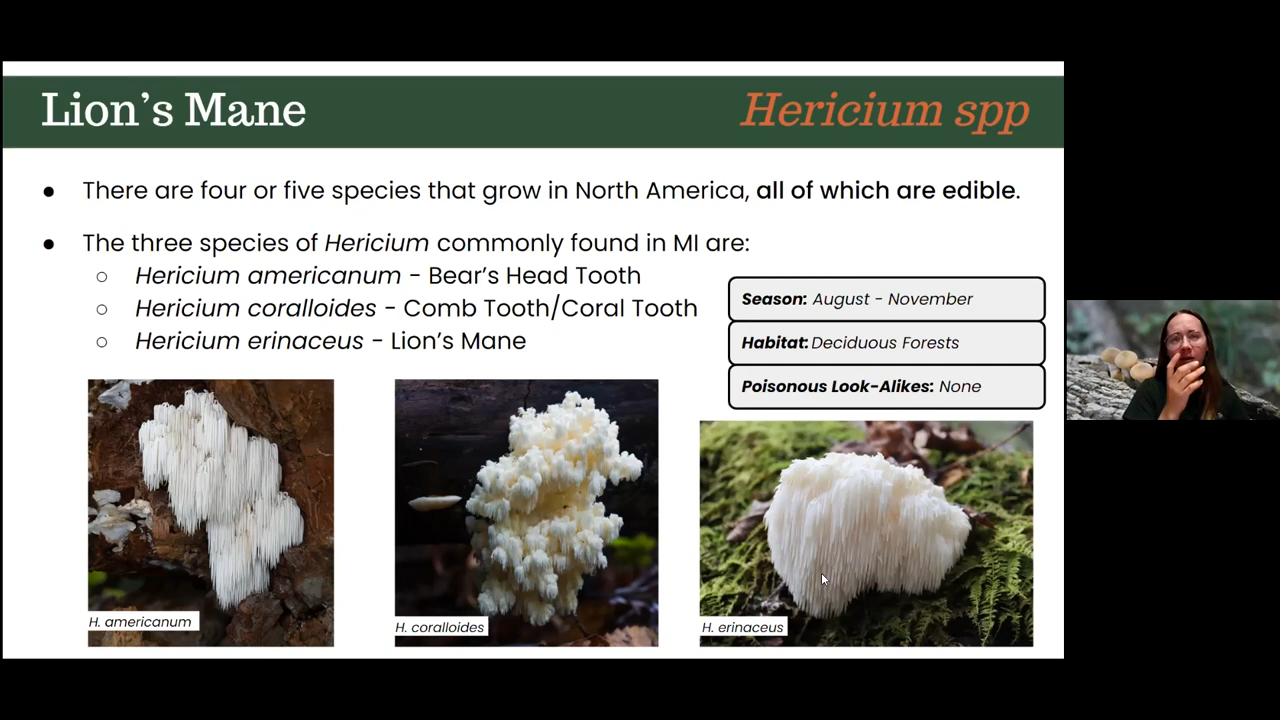 Lion's Mane
Hericium spp
● There are four or five species that grow in North America, all of which are edible.
● The three species of Hericium commonly found in MI are:
○ Hericium americanum - Bear's Head Tooth
○ Hericium coralloides - Comb Tooth/Coral Tooth
○ Hericium erinaceus - Lion's Mane
Season: August - November
Habitat: Deciduous Forests
Poisonous Look-Alikes: None
H. americanum
H. coralloides
H. erinaceus